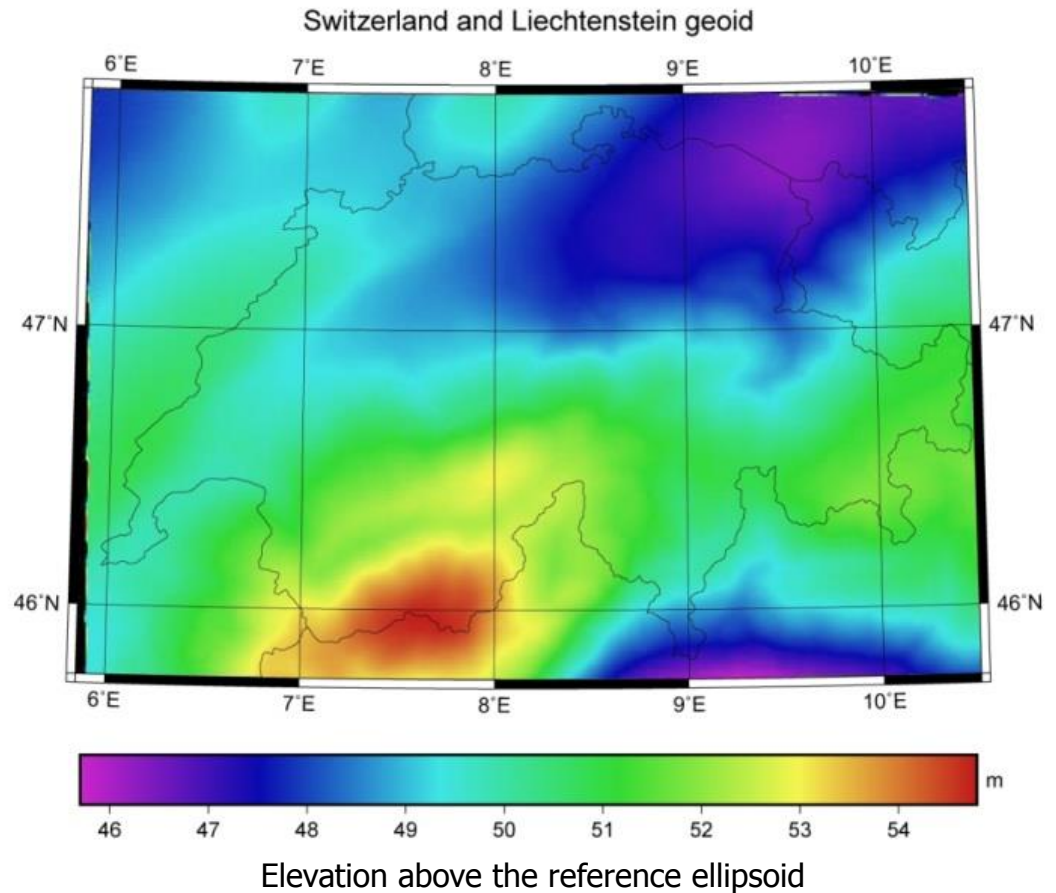 Switzerland and Liechtenstein geoid
6˚E 7˚E 8˚E 9˚E 10˚E
47˚N 47˚N
46˚N 46˚N
6˚E 7˚E 8˚E 9˚E 10˚E
m
46 47 48 49 50 51 52 53 54
Elevation above the reference ellipsoid